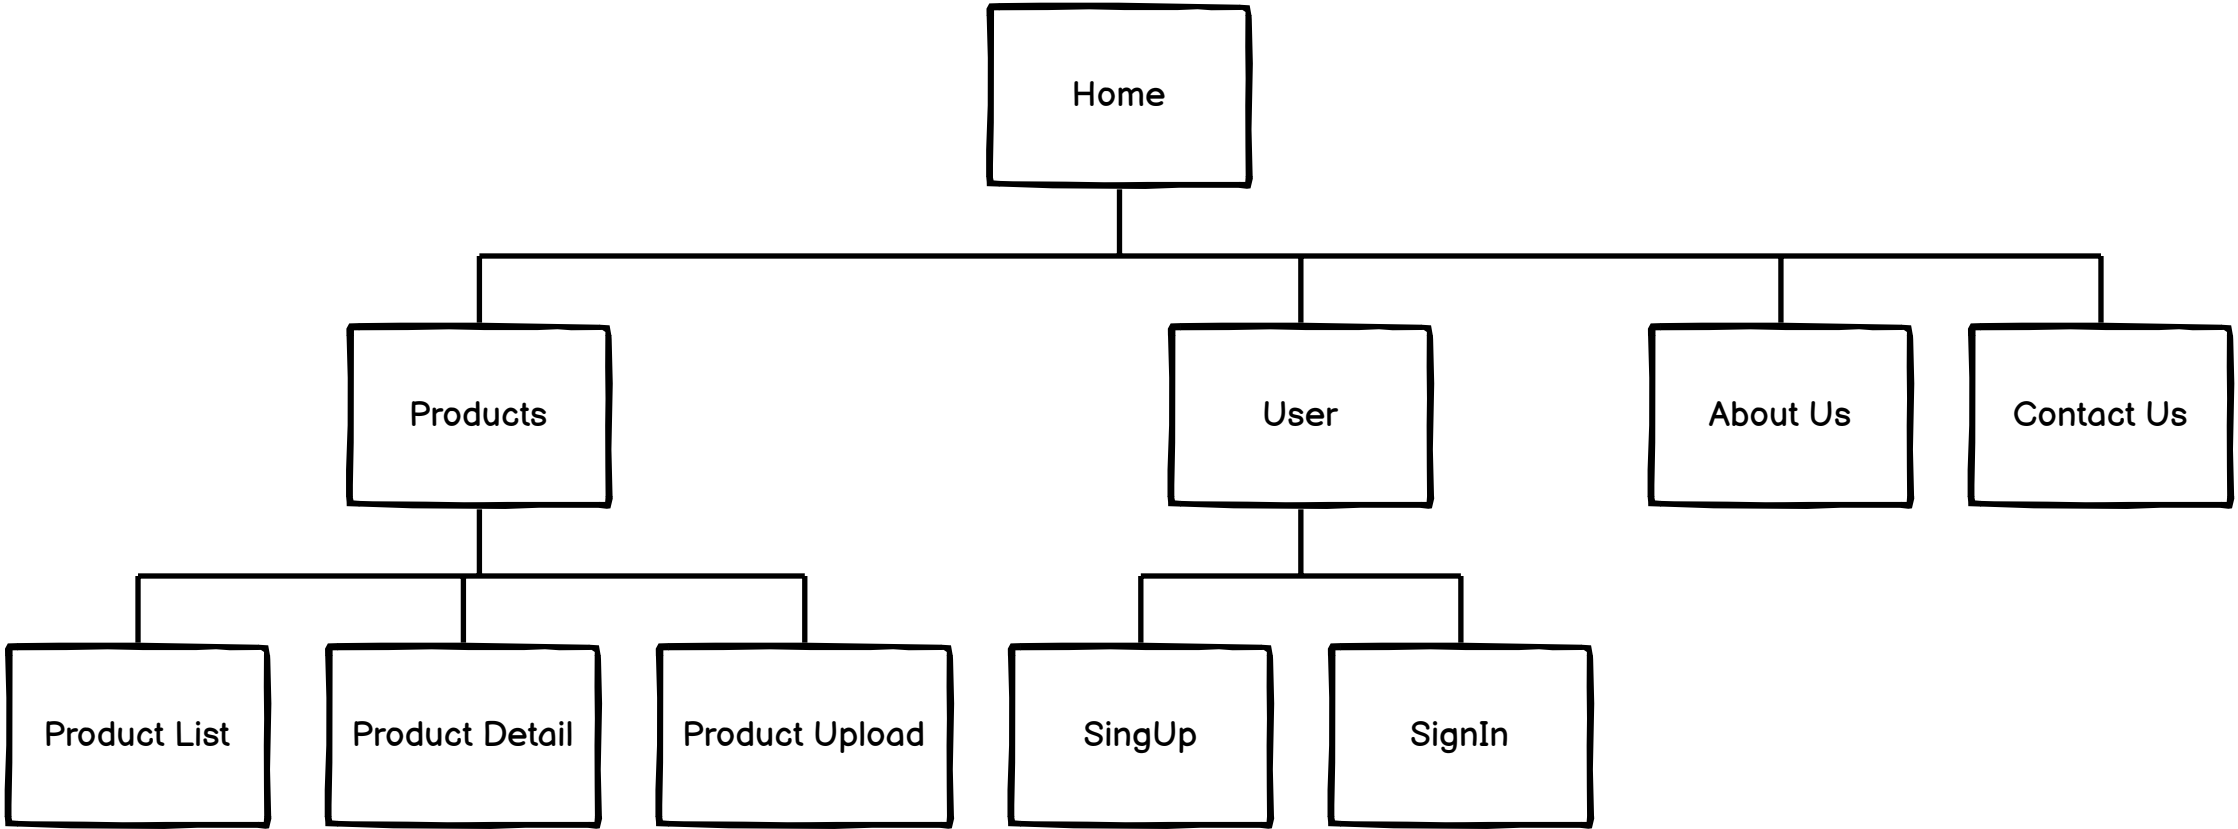 Home
Products
User
About Us
Contact Us
Product List
Product Detail
Product Upload
SingUp
SignIn